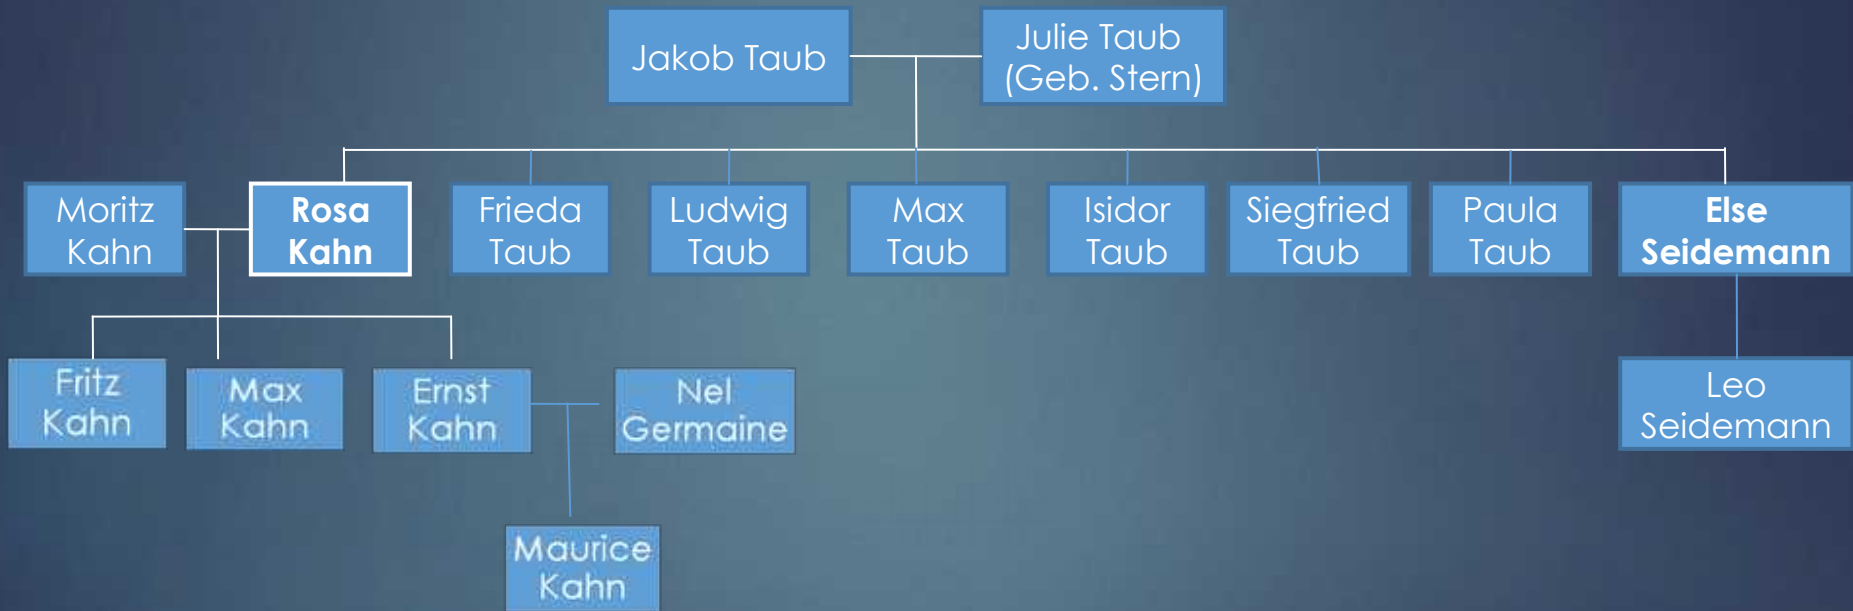 Jakob Taub
Julie Taub
(Geb. Stern)
Moritz
Kahn
Rosa
Kahn
Frieda
Taub
Ludwig
Taub
Max
Taub
Isidor
Taub
Siegfried
Taub
Paula
Taub
Else
Seidemann
Fritz
Kahn
Max
Kahn
Ernst
Kahn
Nel
Germaine
Leo
Seidemann
Maurice
Kahn